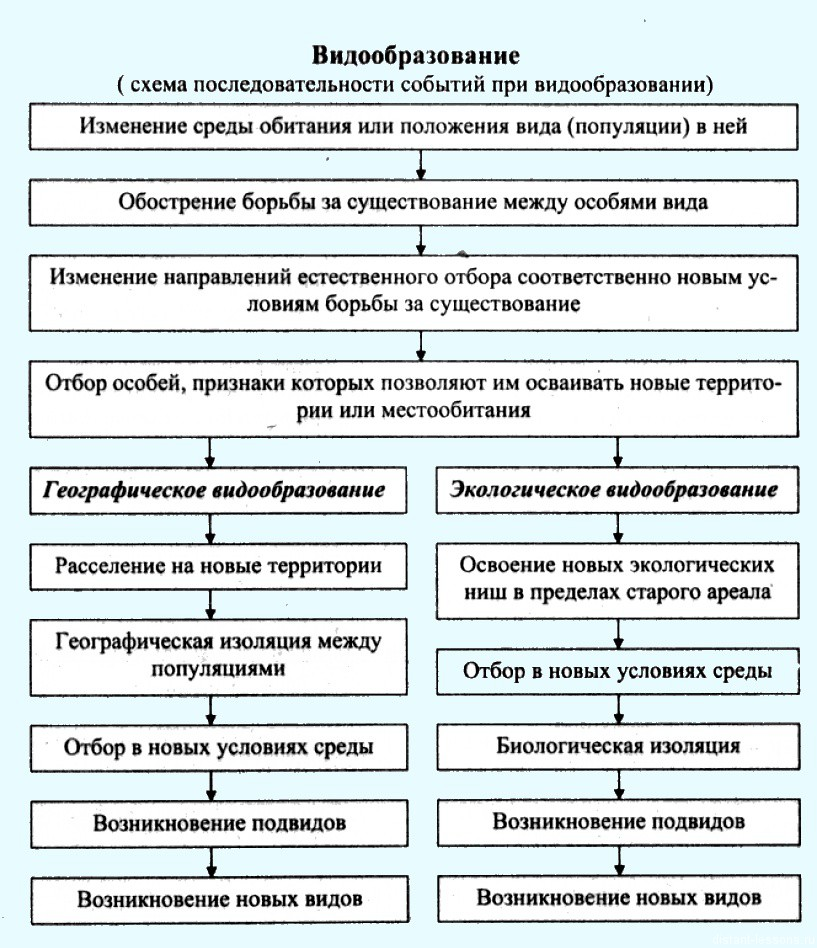 Видообразование
( схема последовательности событий при видообразовании)
Изменение среды обитания или положения вида (популяции) в ней
Обострение борьбы за существование между особями вида
Изменение направлений естественного отбора соответственно новым ус-
ловиям борьбы за существование
Отбор особей, признаки которых позволяют им осваивать новые террито-
рии или местообитания
Географическое видообразование
Расселение на новые территории
Географическая изоляция между
популяциями
Отбор в новых условиях среды
Возникновение подвидов
Возникновение новых видов
Экологическое видообразование
Освоение новых экологических
ниш в пределах старого ареала
Отбор в новых условиях среды
Биологическая изоляция
Возникновение подвидов
Возникновение новых видов